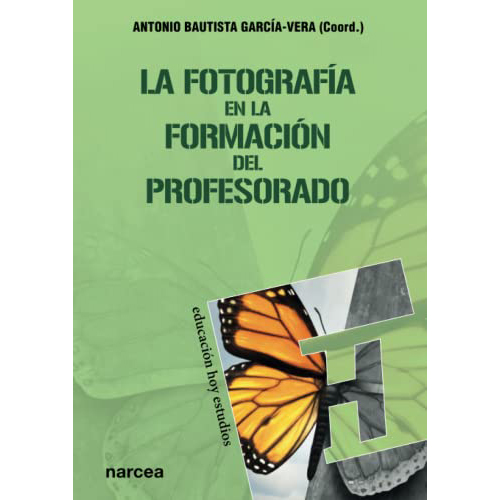 ANTONIO BAUTISTA GARCÍA-VERA (Coord.)
LA FOTOGRAFÍA
EN LA
FORMACIÓN
DEL
PROFESORADO
educación hoy estudios
narcea